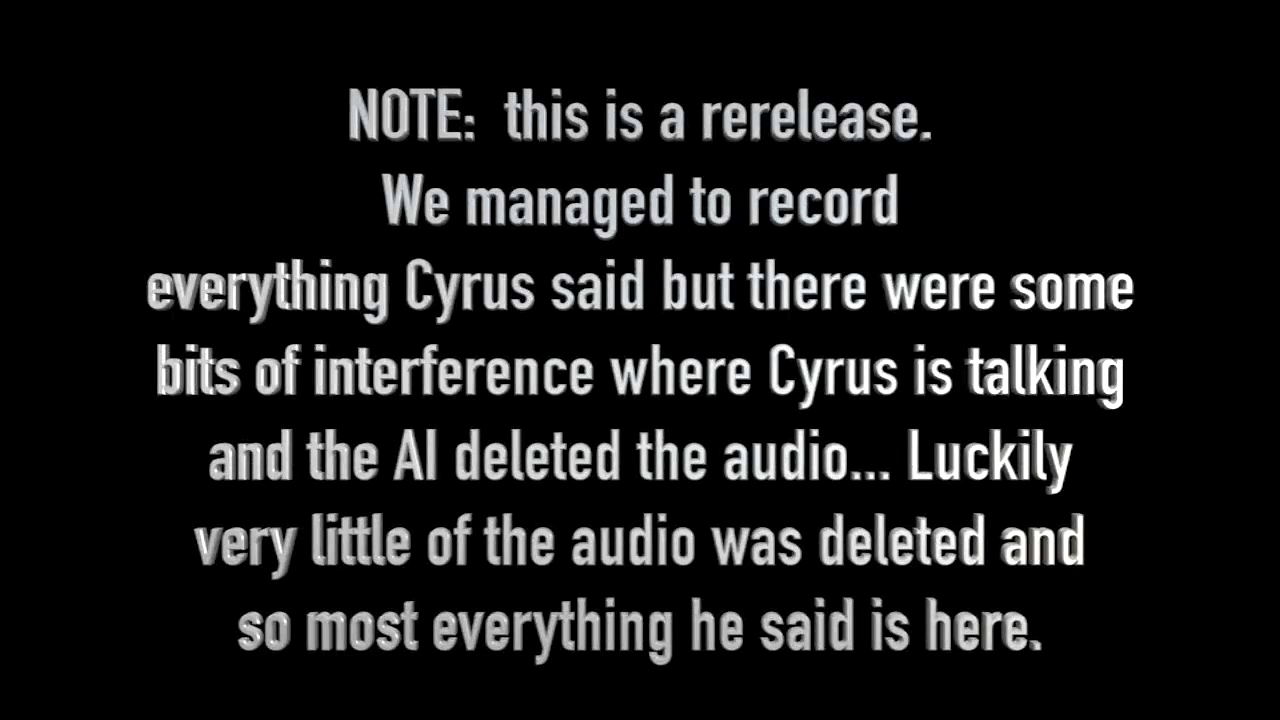 NOTE:  this is a rerelease.
We managed to record
everything Cyrus said but there were some
bits of interference where Cyrus is talking
and the AI deleted the audio... Luckily
very little of the audio was deleted and
so most everything he said is here.